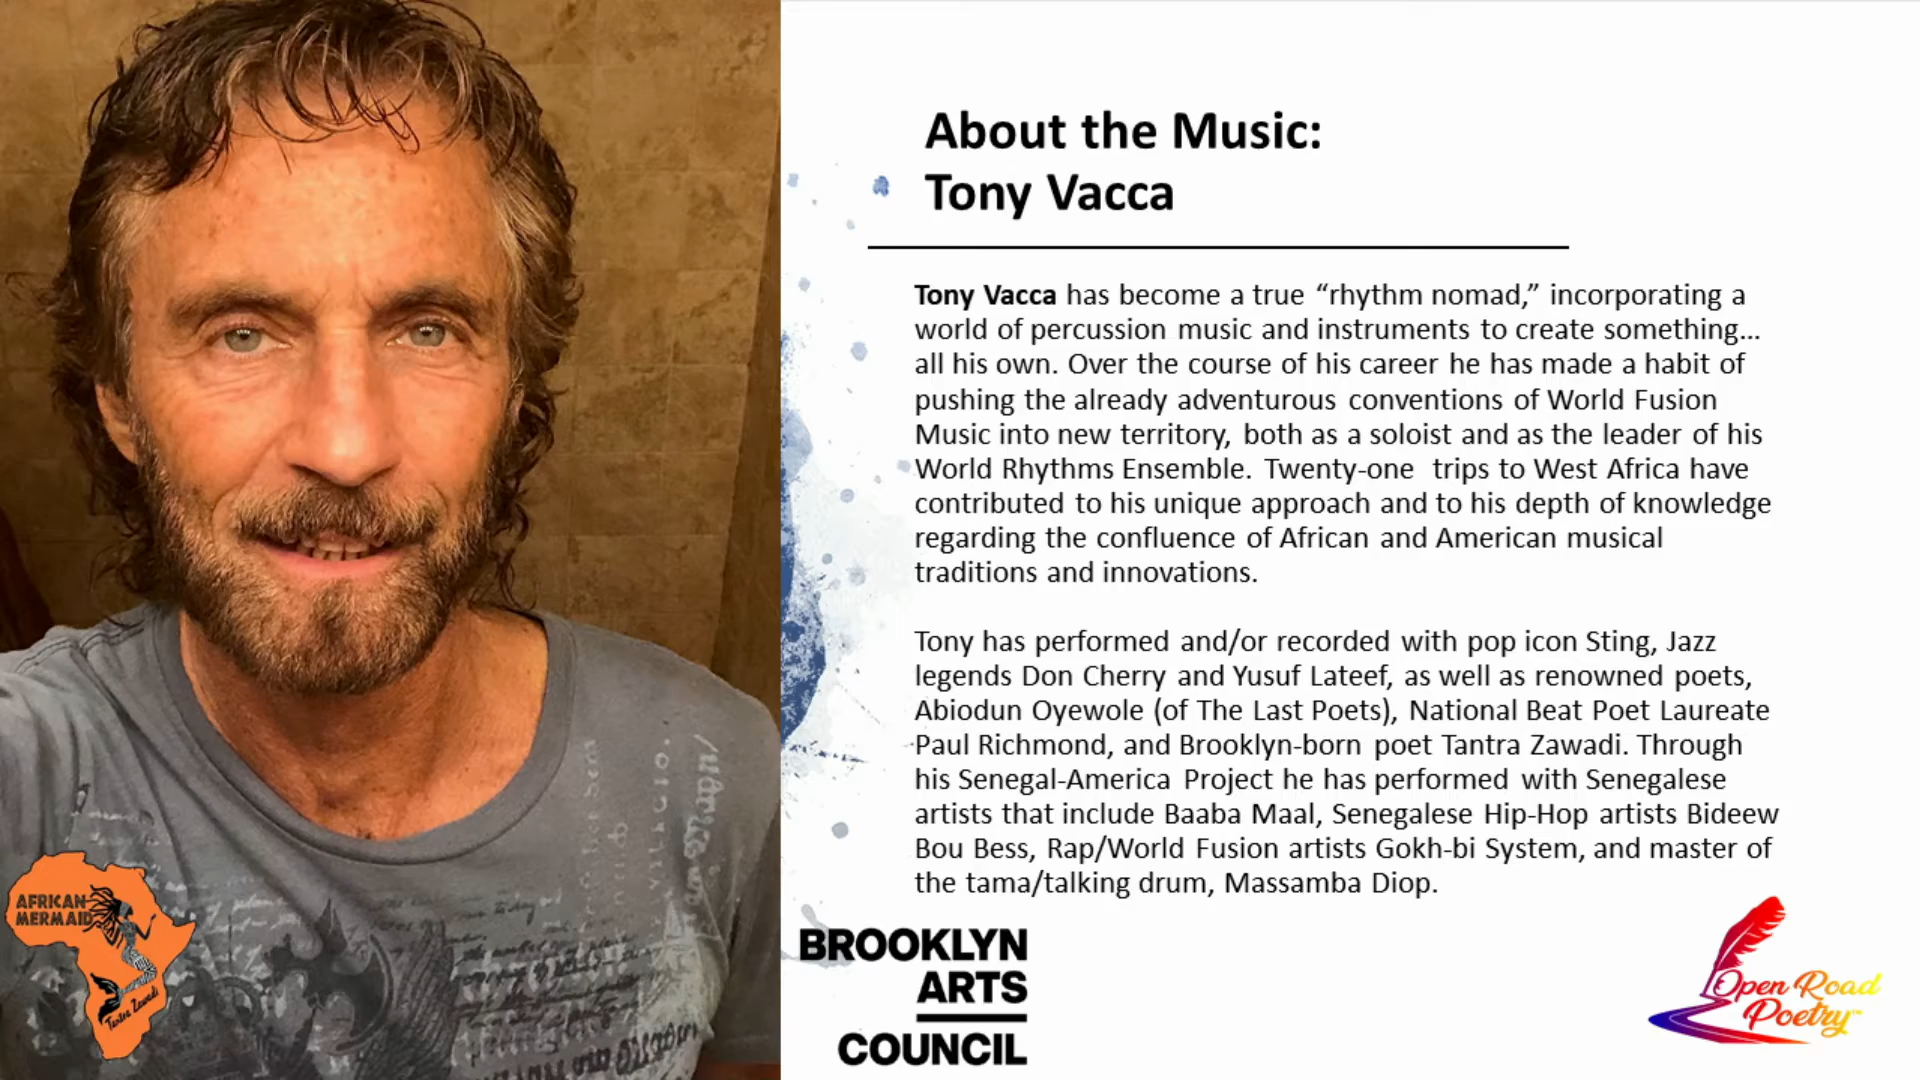 About the Music:
Tony Vacca
Tony Vacca has become a true “rhythm nomad,” incorporating a
world of percussion music and instruments to create something...
all his own. Over the course of his career he has made a habit of
pushing the already adventurous conventions of World Fusion
Music into new territory, both as a soloist and as the leader of his
World Rhythms Ensemble. Twenty-one trips to West Africa have
contributed to his unique approach and to his depth of knowledge
regarding the confluence of African and American musical
traditions and innovations.
Tony has performed and/or recorded with pop icon Sting, Jazz
legends Don Cherry and Yusuf Lateef, as well as renowned poets,
Abiodun Oyewole (of The Last Poets), National Beat Poet Laureate
Paul Richmond, and Brooklyn-born poet Tantra Zawadi. Through
his Senegal-America Project he has performed with Senegalese
artists that include Baaba Maal, Senegalese Hip-Hop artists Bideew
Bou Bess, Rap/World Fusion artists Gokh-bi System, and master of
the tama/talking drum, Massamba Diop.
AFRICAN
MERMAID
Tantra Zawadi
BROOKLYN
ARTS
COUNCIL
Open Road
Poetry™